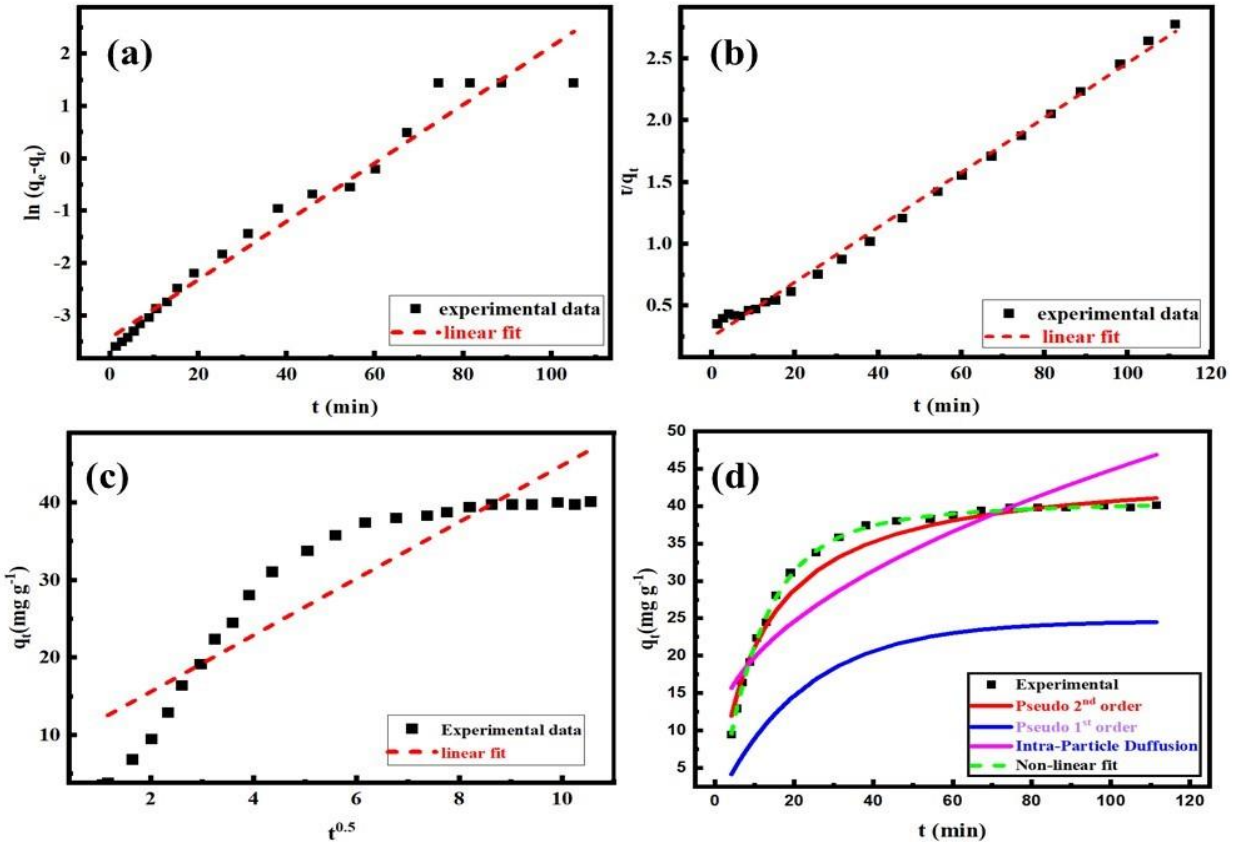 (a)
2
1
0
-1
-2
-3
ln (qe-qt)
experimental data
linear fit
0 20 40 60 80 100
t (min)
(b)
2.5
2.0
1.5
1.0
0.5
t/qt
experimental data
linear fit
0 20 40 60 80 100 120
t (min)
(c)
40
30
20
10
qt(mg g-1)
Experimental data
linear fit
2 4 6 8 10
t0.5
(d)
50
45
40
35
30
25
20
15
10
5
qt(mg g-1)
Experimental
Pseudo 2nd order
Pseudo 1st order
Intra-Particle Duffusion
Non-linear fit
0 20 40 60 80 100 120
t (min)